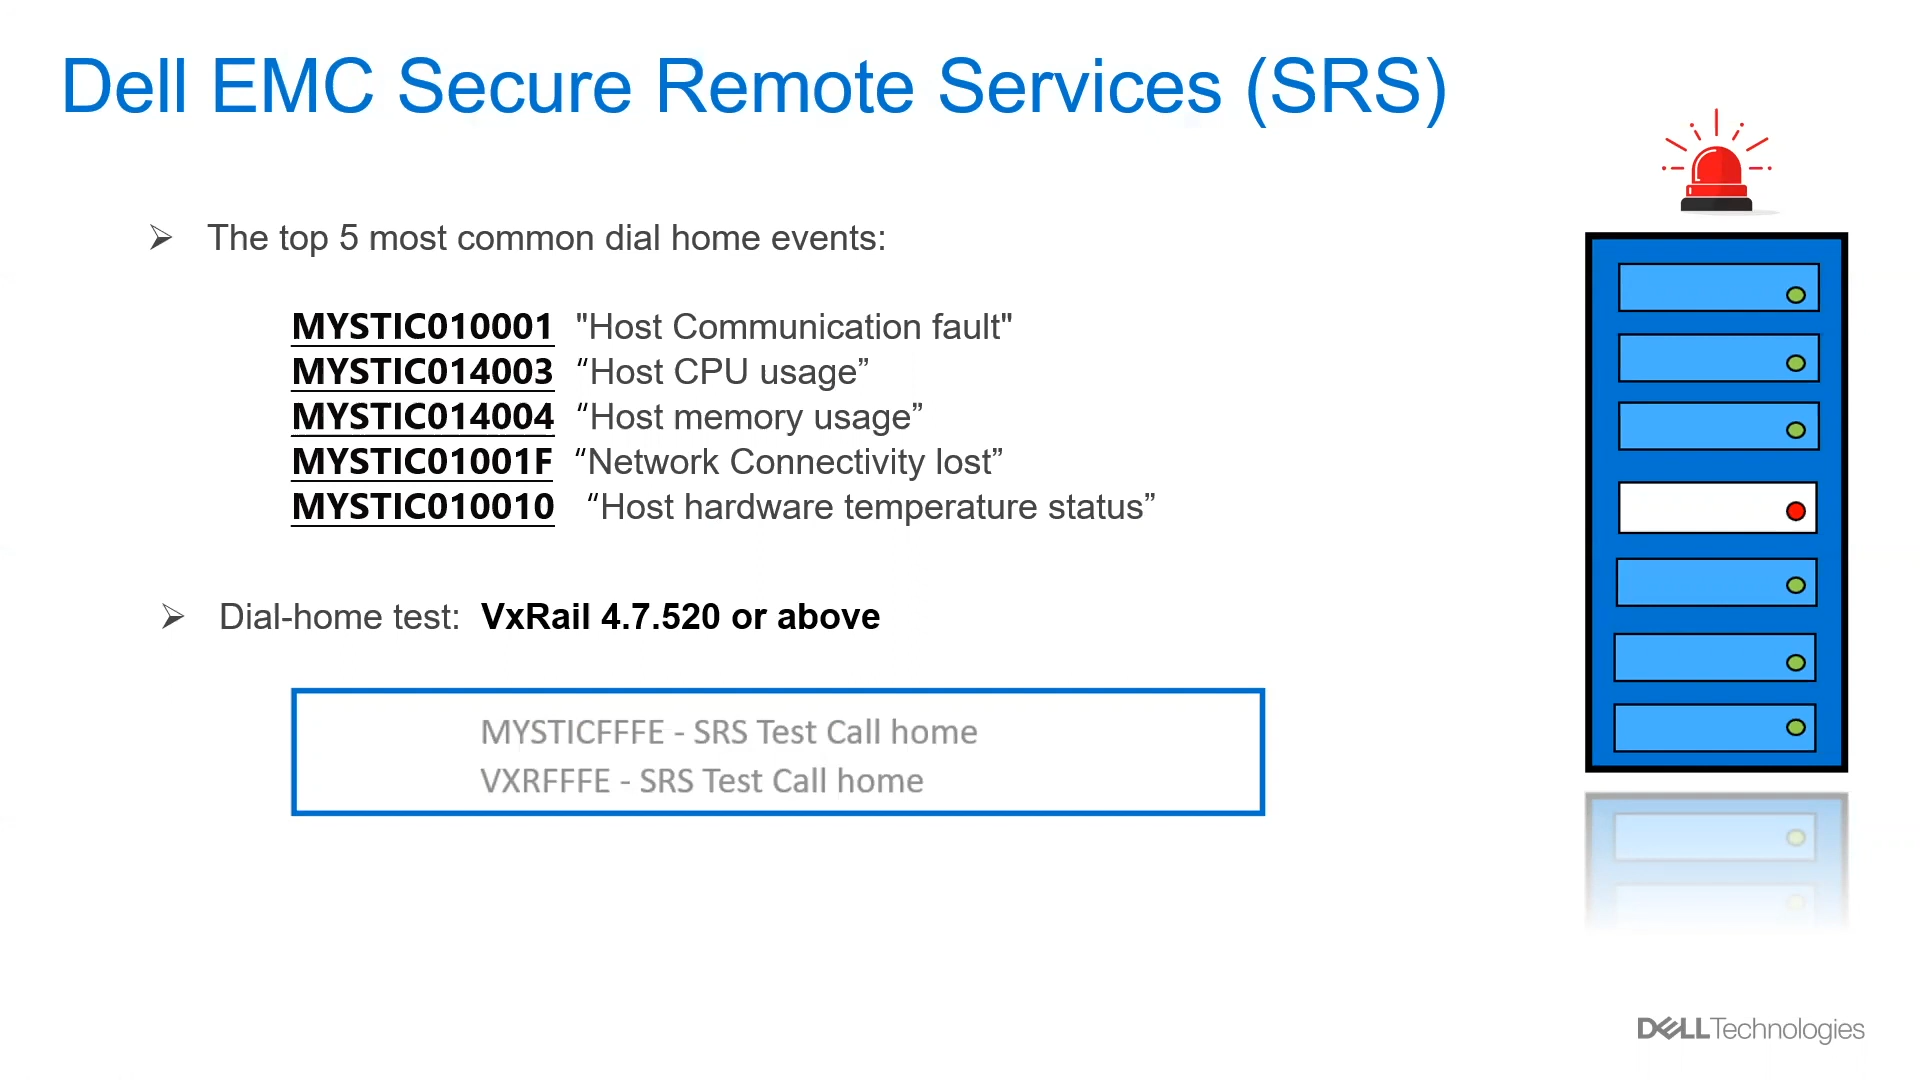 Dell EMC Secure Remote Services (SRS)
➢ The top 5 most common dial home events:
MYSTIC010001 "Host Communication fault"
MYSTIC014003 “Host CPU usage”
MYSTIC014004 “Host memory usage”
MYSTIC01001F “Network Connectivity lost”
MYSTIC010010 “Host hardware temperature status”
➢ Dial-home test: VxRail 4.7.520 or above
MYSTICFFFE - SRS Test Call home
VXRFFFE - SRS Test Call home
DELLTechnologies